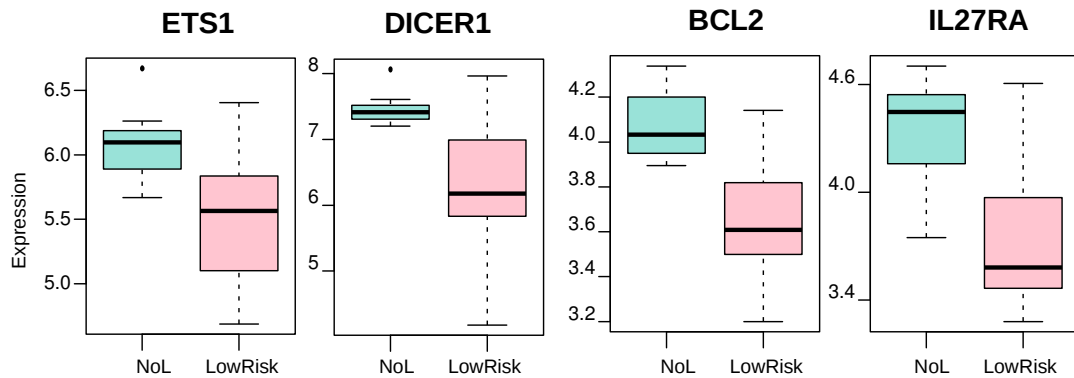 ETS1 DICER1 BCL2 IL27RA
Expression
6.5 6.0 5.5 5.0
8 7 6 5
4.2 4.0 3.8 3.6 3.4 3.2
4.6 4.0 3.4
NoL LowRisk NoL LowRisk NoL LowRisk NoL LowRisk